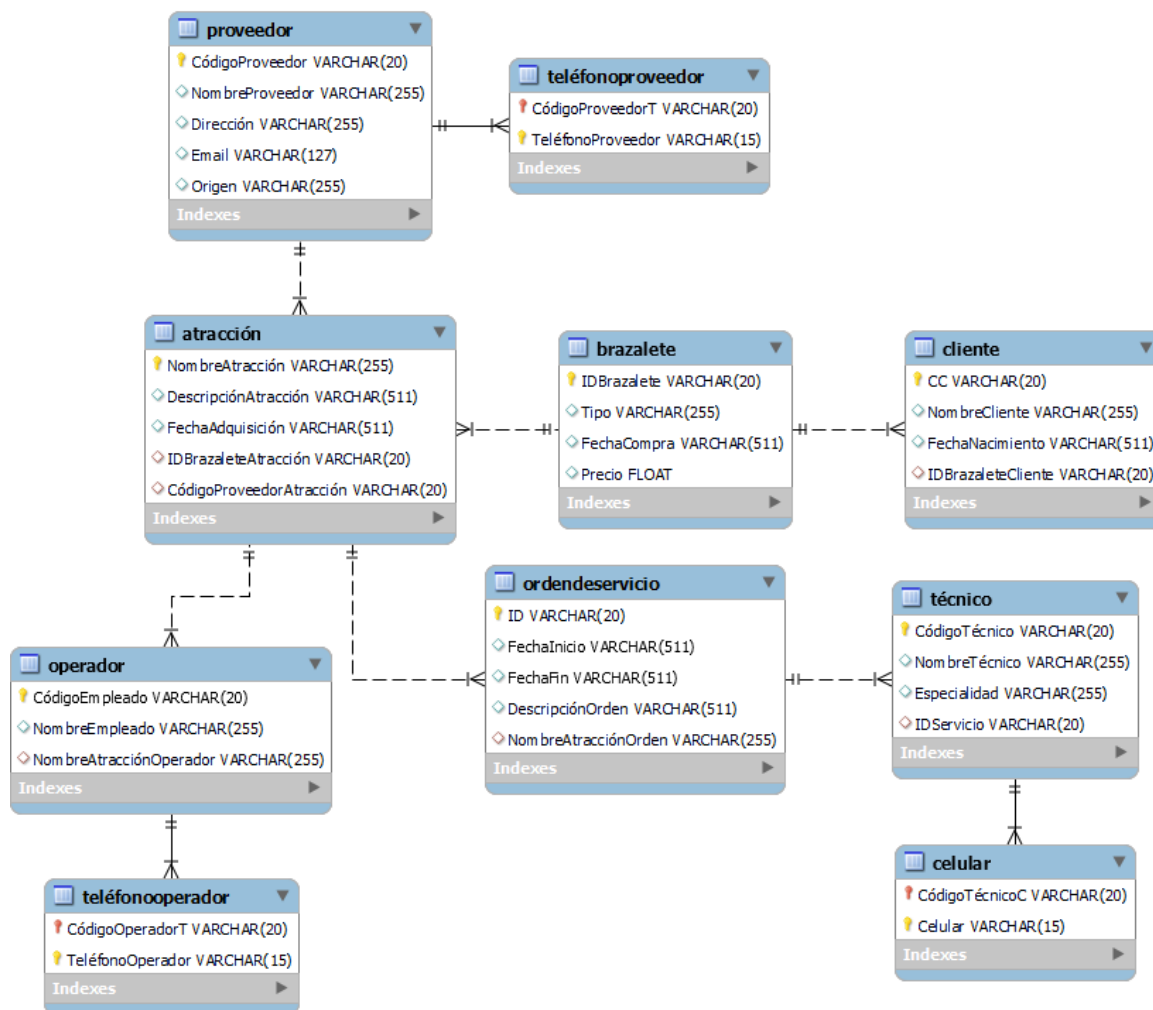 proveedor
CódigoProveedor VARCHAR(20)
NombreProveedor VARCHAR(255)
Dirección VARCHAR(255)
Email VARCHAR(127)
Origen VARCHAR(255)
Indexes
teléfonoproveedor
CódigoProveedorT VARCHAR(20)
TeléfonoProveedor VARCHAR(15)
Indexes
atracción
NombreAtracción VARCHAR(255)
DescripciónAtracción VARCHAR(511)
FechaAdquisición VARCHAR(511)
IDBrazaleteAtracción VARCHAR(20)
CódigoProveedorAtracción VARCHAR(20)
Indexes
brazalete
IDBrazalete VARCHAR(20)
Tipo VARCHAR(255)
FechaCompra VARCHAR(511)
Precio FLOAT
Indexes
cliente
CC VARCHAR(20)
NombreCliente VARCHAR(255)
FechaNacimiento VARCHAR(511)
IDBrazaleteCliente VARCHAR(20)
Indexes
ordendeservicio
ID VARCHAR(20)
FechaInicio VARCHAR(511)
FechaFin VARCHAR(511)
DescripciónOrden VARCHAR(511)
NombreAtracciónOrden VARCHAR(255)
Indexes
técnico
CódigoTécnico VARCHAR(20)
NombreTécnico VARCHAR(255)
Especialidad VARCHAR(255)
IDServicio VARCHAR(20)
Indexes
operador
CódigoEmpleado VARCHAR(20)
NombreEmpleado VARCHAR(255)
NombreAtracciónOperador VARCHAR(255)
Indexes
teléfonooperador
CódigoOperadorT VARCHAR(20)
TeléfonoOperador VARCHAR(15)
Indexes
celular
CódigoTécnicoC VARCHAR(20)
Celular VARCHAR(15)
Indexes